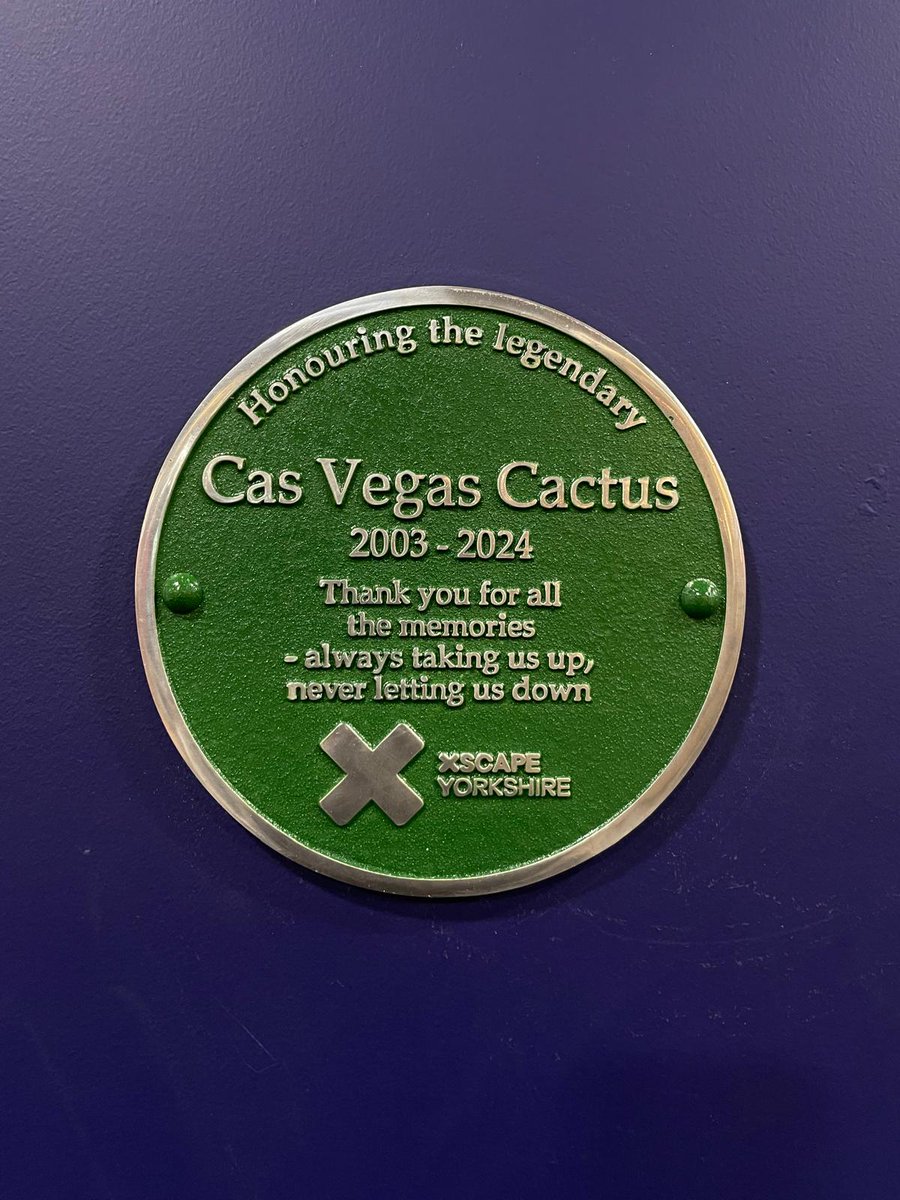 Honouring the legendary
Cas Vegas Cactus
2003 - 2024
Thank you for all
the memories
- always taking us up,
never letting us down
XSCAPE
YORKSHIRE